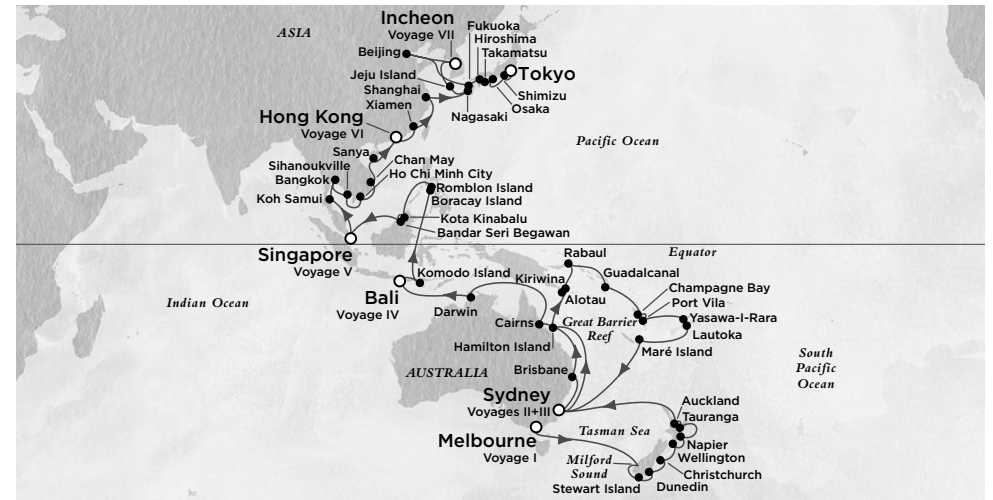 Incheon
Voyage VII
ASIA
Beijing
Fukuoka
Hiroshima
Takamatsu
Tokyo
Jeju Island
Shanghai
Xiamen
Shimizu
Osaka
Nagasaki
Hong Kong
Voyage VI
Pacific Ocean
Sanya
Sihanoukville
Bangkok
Koh Samui
Chan May
Ho Chi Minh City
Romblon Island
Boracay Island
Kota Kinabalu
Bandar Seri Begawan
Singapore
Voyage V
Rabaul
Equator
Komodo Island
Kiriwina
Guadalcanal
Bali
Voyage IV
Indian Ocean
Darwin
Alotau
Champagne Bay
Port Vila
Yasawa-I-Rara
Lautoka
Cairns
Great Barrier
Reef
Hamilton Island
Maré Island
Brisbane
AUSTRALIA
South
Pacific
Ocean
Sydney
Voyages II+III
Auckland
Tauranga
Melbourne
Voyage I
Tasman Sea
Napier
Wellington
Milford
Sound
Christchurch
Dunedin
Stewart Island